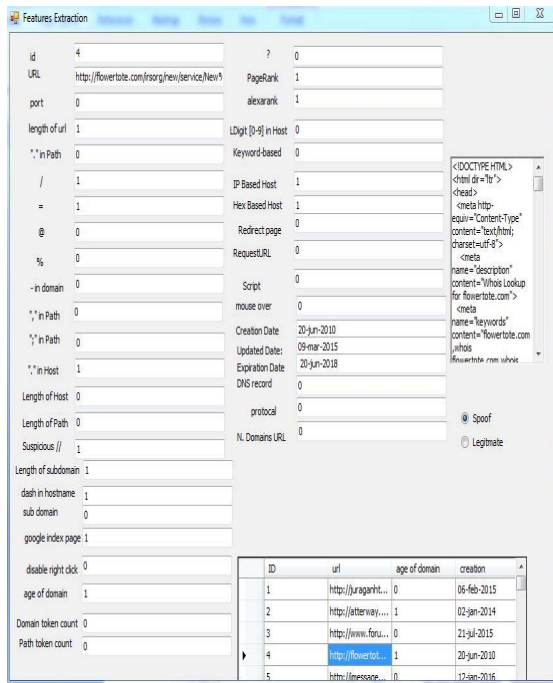 Features Extraction
id 4
URL http://flowertote.com/irsorg/new/service/New%
port 0
length of url 1
"." in Path 0
/ 1
= 1
@ 0
% 0
- in domain 0
"," in Path 0
";" in Path 0
"." in Host 1
Length of Host 0
Length of Path 0
Suspicious // 1
Length of subdomain 1
dash in hostname 1
sub domain 0
google index page 1
disable right click 0
age of domain 1
Domain token count 0
Path token count 0
? 0
PageRank 1
alexarank 1
LDigit [0-9] in Host 0
Keyword-based 0
IP Based Host 1
Hex Based Host 1
Redirect page 0
RequestURL 0
Script 0
mouse over 0
Creation Date 20-jun-2010
Updated Date: 09-mar-2015
Expiration Date 20-jun-2018
DNS record 0
protocal 0
N. Domains URL 0
<!DOCTYPE HTML>
<html dir="ltr">
<head>
<meta http-
equiv="Content-Type"
content="text/html;
charset=utf-8">
<meta
name="description"
content="Whois Lookup
for flowertote.com">
<meta
name="keywords"
content="flowertote.com
,whois
flowertote.com,whois
Spoof
Legitmate
ID url age of domain creation
1 http://juraganht... 0 06-feb-2015
2 http://atterway.... 1 02-jan-2014
3 http://www.foru... 0 21-jul-2015
4 http://flowertot... 1 20-jun-2010
5 http://imessage... 0 12-jan-2016